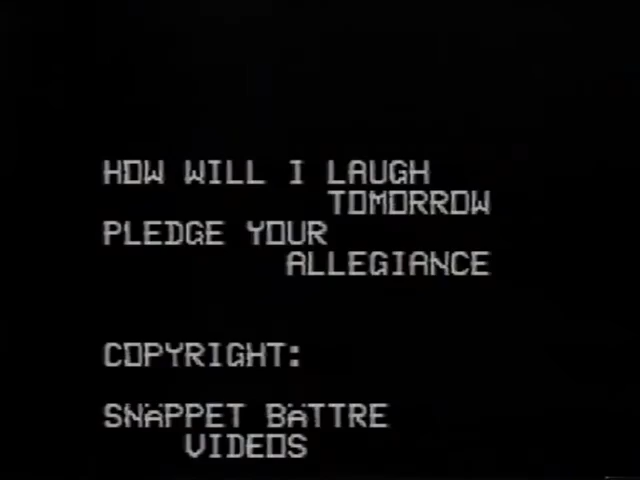 HOW WILL I LAUGH
TOMORROW
PLEDGE YOUR
ALLEGIANCE
COPYRIGHT:
SNÄPPET BÄTTRE
VIDEOS